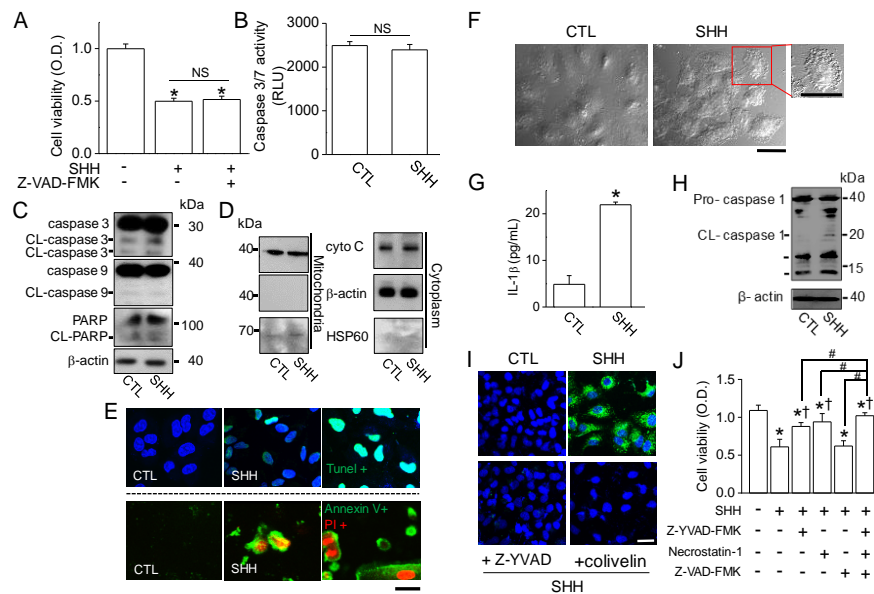 A
Cell viability (O.D.)
1.0
0.5
0.0
NS
*
*
SHH - + +
Z-VAD-FMK - - +
B
Caspase 3/7 activity
(RLU)
3000
2000
1000
0
NS
CTL
SHH
C
kDa
caspase 3
30
CL-caspase 3
CL-caspase 3
caspase 9
40
CL-caspase 9
PARP
100
CL-PARP
β-actin
40
CTL
SHH
D
kDa
40
40
70
Mitochondria
CTL
SHH
cyto C
β-actin
HSP60
Cytoplasm
CTL
SHH
E
CTL
SHH
Tunel +
CTL
SHH
Annexin V+
PI +
F
CTL
SHH
G
IL-1β (pg/mL)
20
10
0
*
CTL
SHH
H
kDa
Pro- caspase 1
40
CL- caspase 1
20
15
β- actin
40
CTL
SHH
I
CTL
SHH
+ Z-YVAD
+colivelin
SHH
J
Cell viability (O.D.)
1.5
1.0
0.5
0.0
#
#
#
* *† *† * *†
SHH - + + + + +
Z-YVAD-FMK - - + - - +
Necrostatin-1 - - - + - +
Z-VAD-FMK - - - - + +